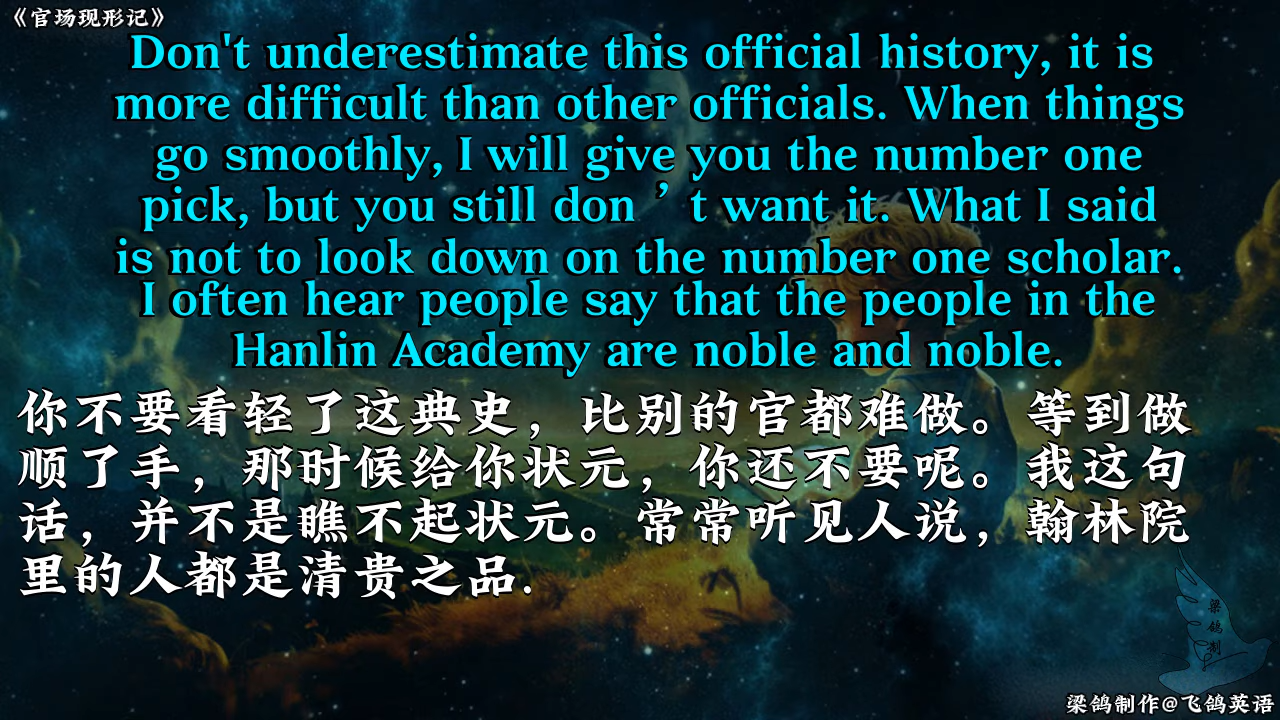 《官场现形记》
Don't underestimate this official history, it is
more difficult than other officials. When things
go smoothly, I will give you the number one
pick, but you still don ’ t want it. What I said
is not to look down on the number one scholar.
I often hear people say that the people in the
Hanlin Academy are noble and noble.
你不要看轻了这典史，比别的官都难做。等到做
顺了手，那时候给你状元，你还不要呢。我这句
话，并不是瞧不起状元。常常听见人说，翰林院
里的人都是清贵之品.
梁鸽制
梁鸽制作@飞鸽英语